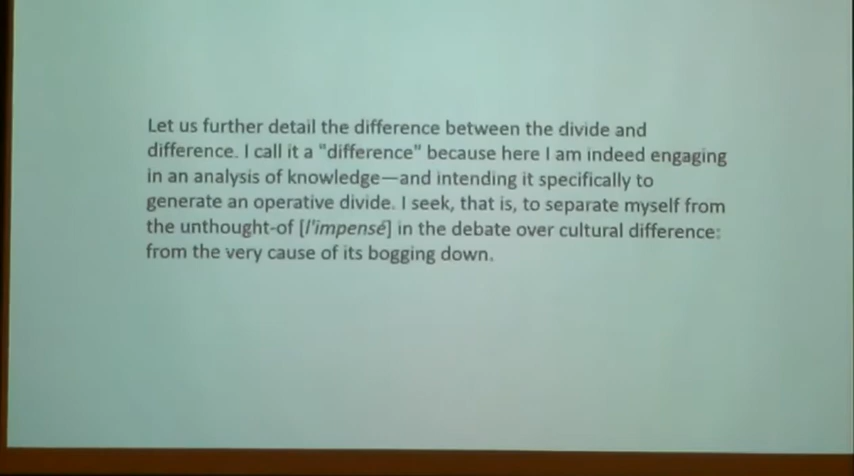 Let us further detail the difference between the divide and
difference. I call it a "difference" because here I am indeed engaging
in an analysis of knowledge—and intending it specifically to
generate an operative divide. I seek, that is, to separate myself from
the unthought-of [l'impensé] in the debate over cultural difference:
from the very cause of its bogging down.